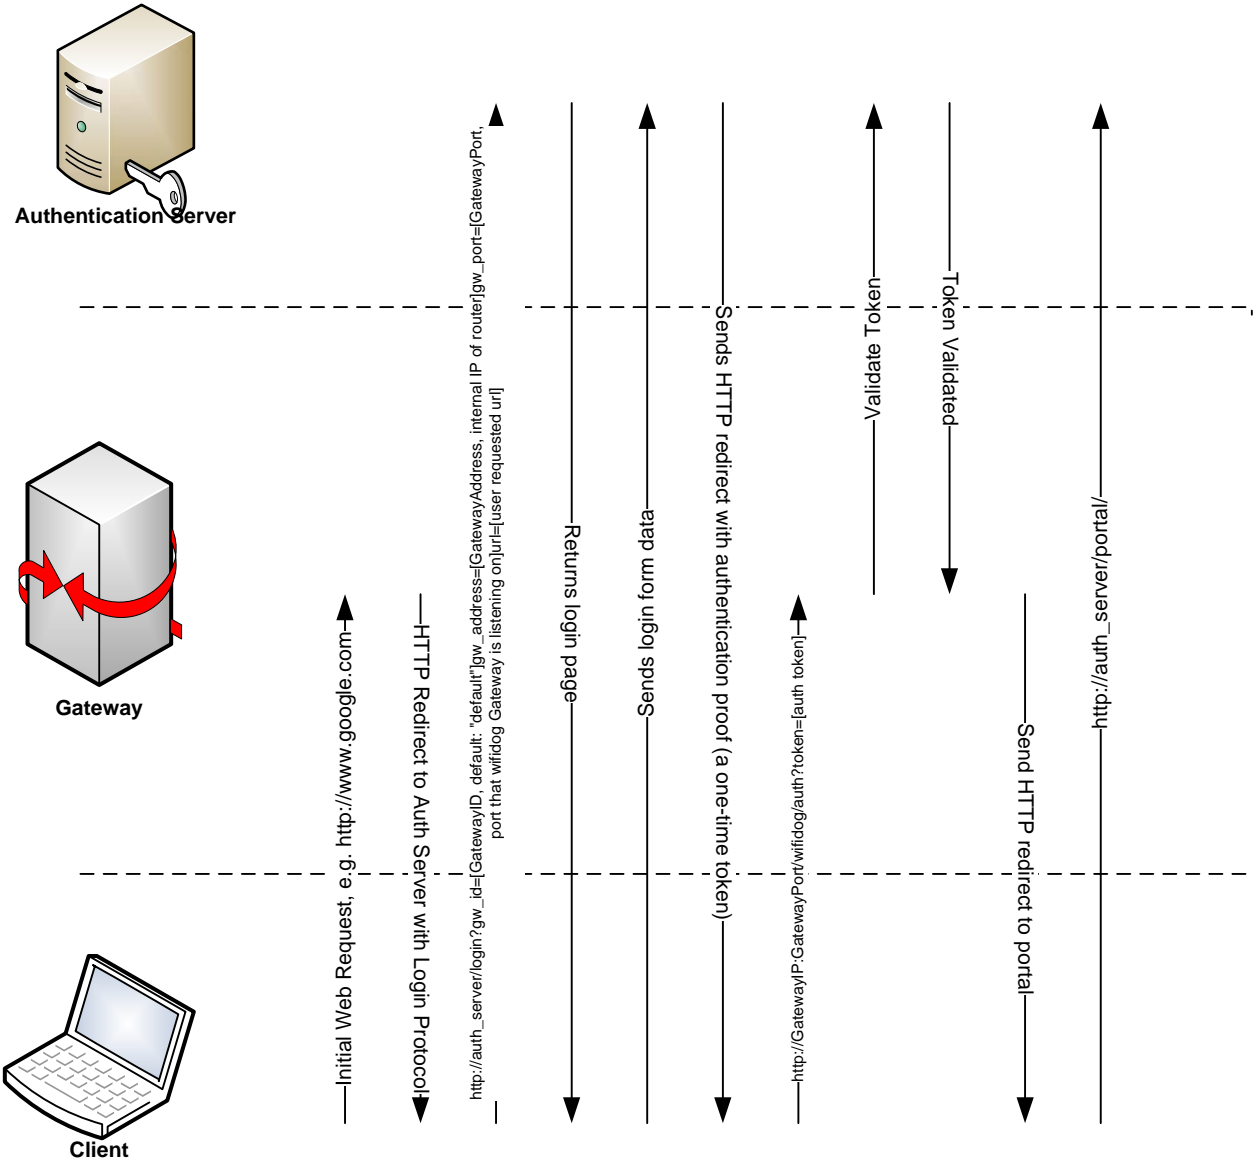 Authentication Server
Gateway
Client
Initial Web Request, e.g. http://www.google.com
HTTP Redirect to Auth Server with Login Protocol
http://auth_server/login?gw_id=[GatewayID, default: "default"]gw_address=[GatewayAddress, internal IP of router]gw_port=[GatewayPort,
port that wifidog Gateway is listening on]url=[user requested url]
Returns login page
Sends login form data
Sends HTTP redirect with authentication proof (a one-time token)
http://GatewayIP:GatewayPort/wifidog/auth?token=[auth token]
Validate Token
Token Validated
Send HTTP redirect to portal
http://auth_server/portal/